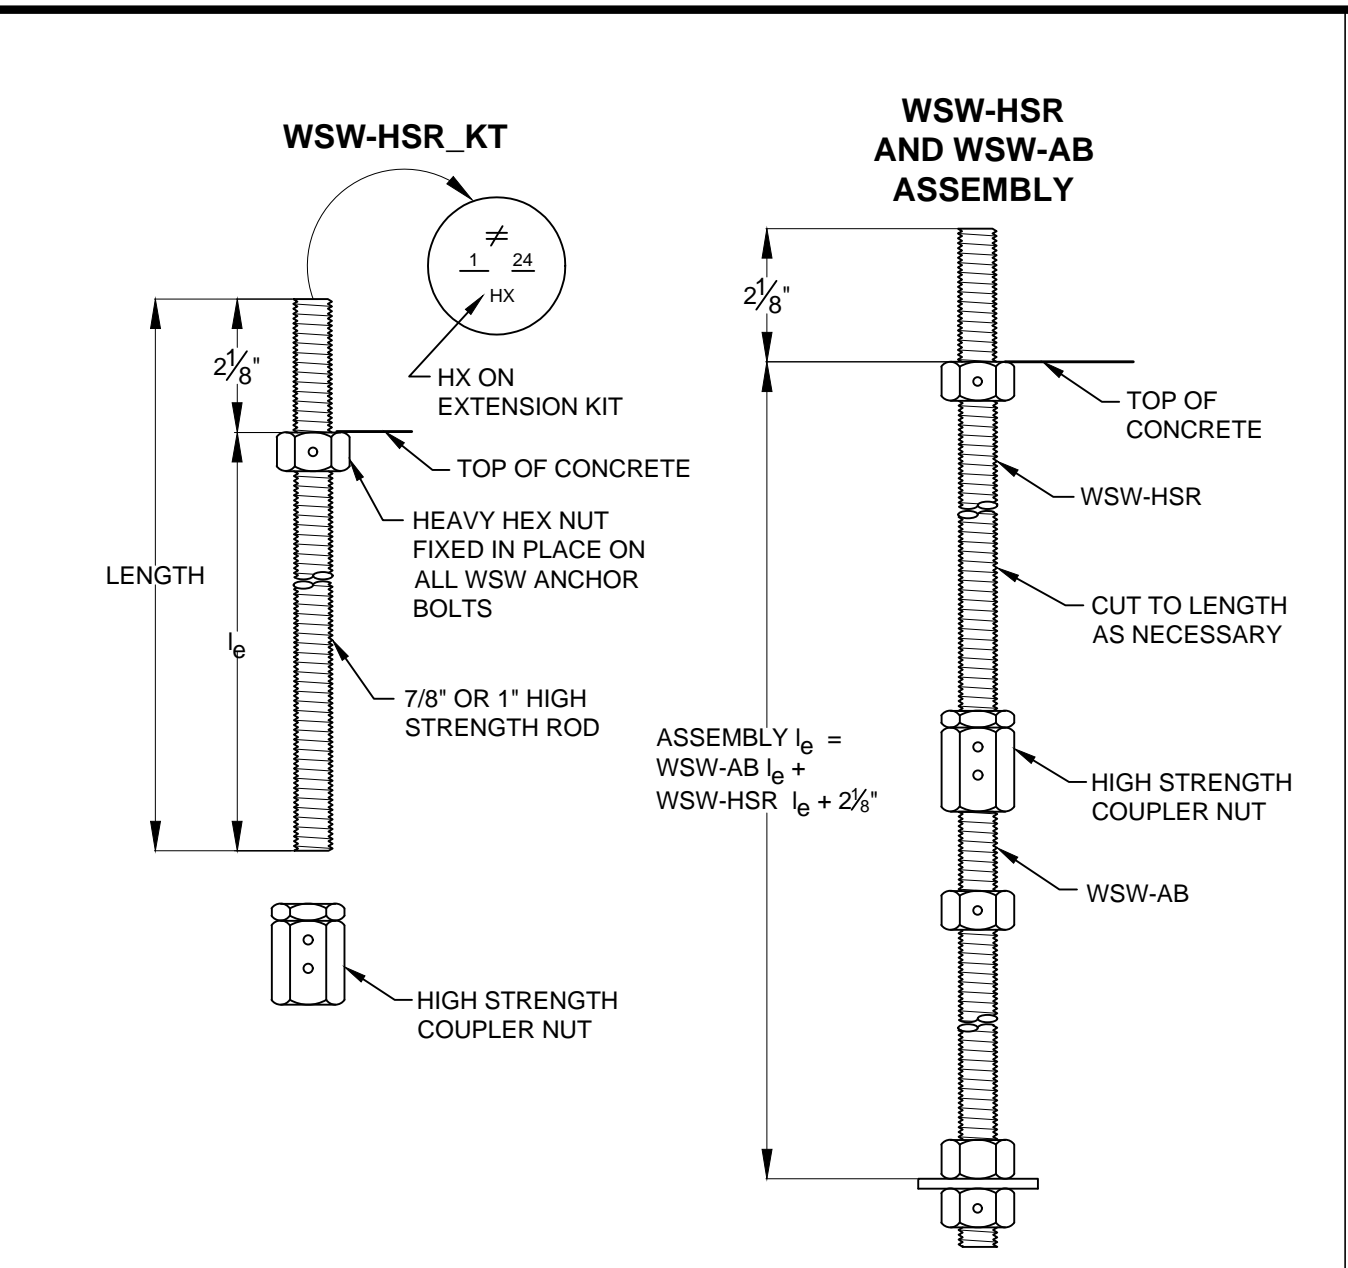 WSW-HSR_KT
≠
1 24
HX
2⅛"
HX ON
EXTENSION KIT
TOP OF CONCRETE
HEAVY HEX NUT
FIXED IN PLACE ON
ALL WSW ANCHOR
BOLTS
LENGTH
le
7/8" OR 1" HIGH
STRENGTH ROD
HIGH STRENGTH
COUPLER NUT
WSW-HSR
AND WSW-AB
ASSEMBLY
2⅛"
TOP OF
CONCRETE
WSW-HSR
CUT TO LENGTH
AS NECESSARY
ASSEMBLY le =
WSW-AB le +
WSW-HSR le + 2⅛"
HIGH STRENGTH
COUPLER NUT
WSW-AB